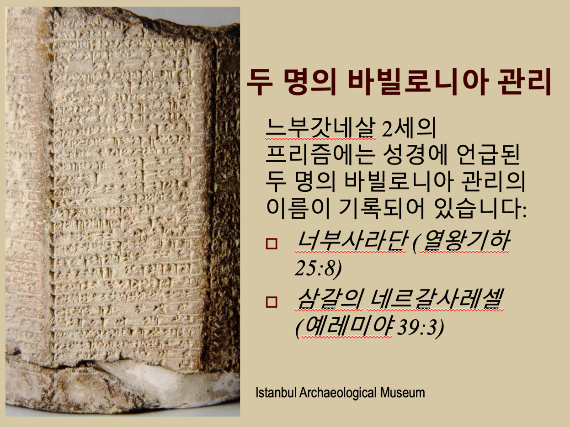 두 명의 바빌로니아 관리
느부갓네살 2세의
프리즘에는 성경에 언급된
두 명의 바빌로니아 관리의
이름이 기록되어 있습니다:
너부사라단 (열왕기하
25:8)
삼갈의 네르갈사레셀
(예레미야 39:3)
Istanbul Archaeological Museum